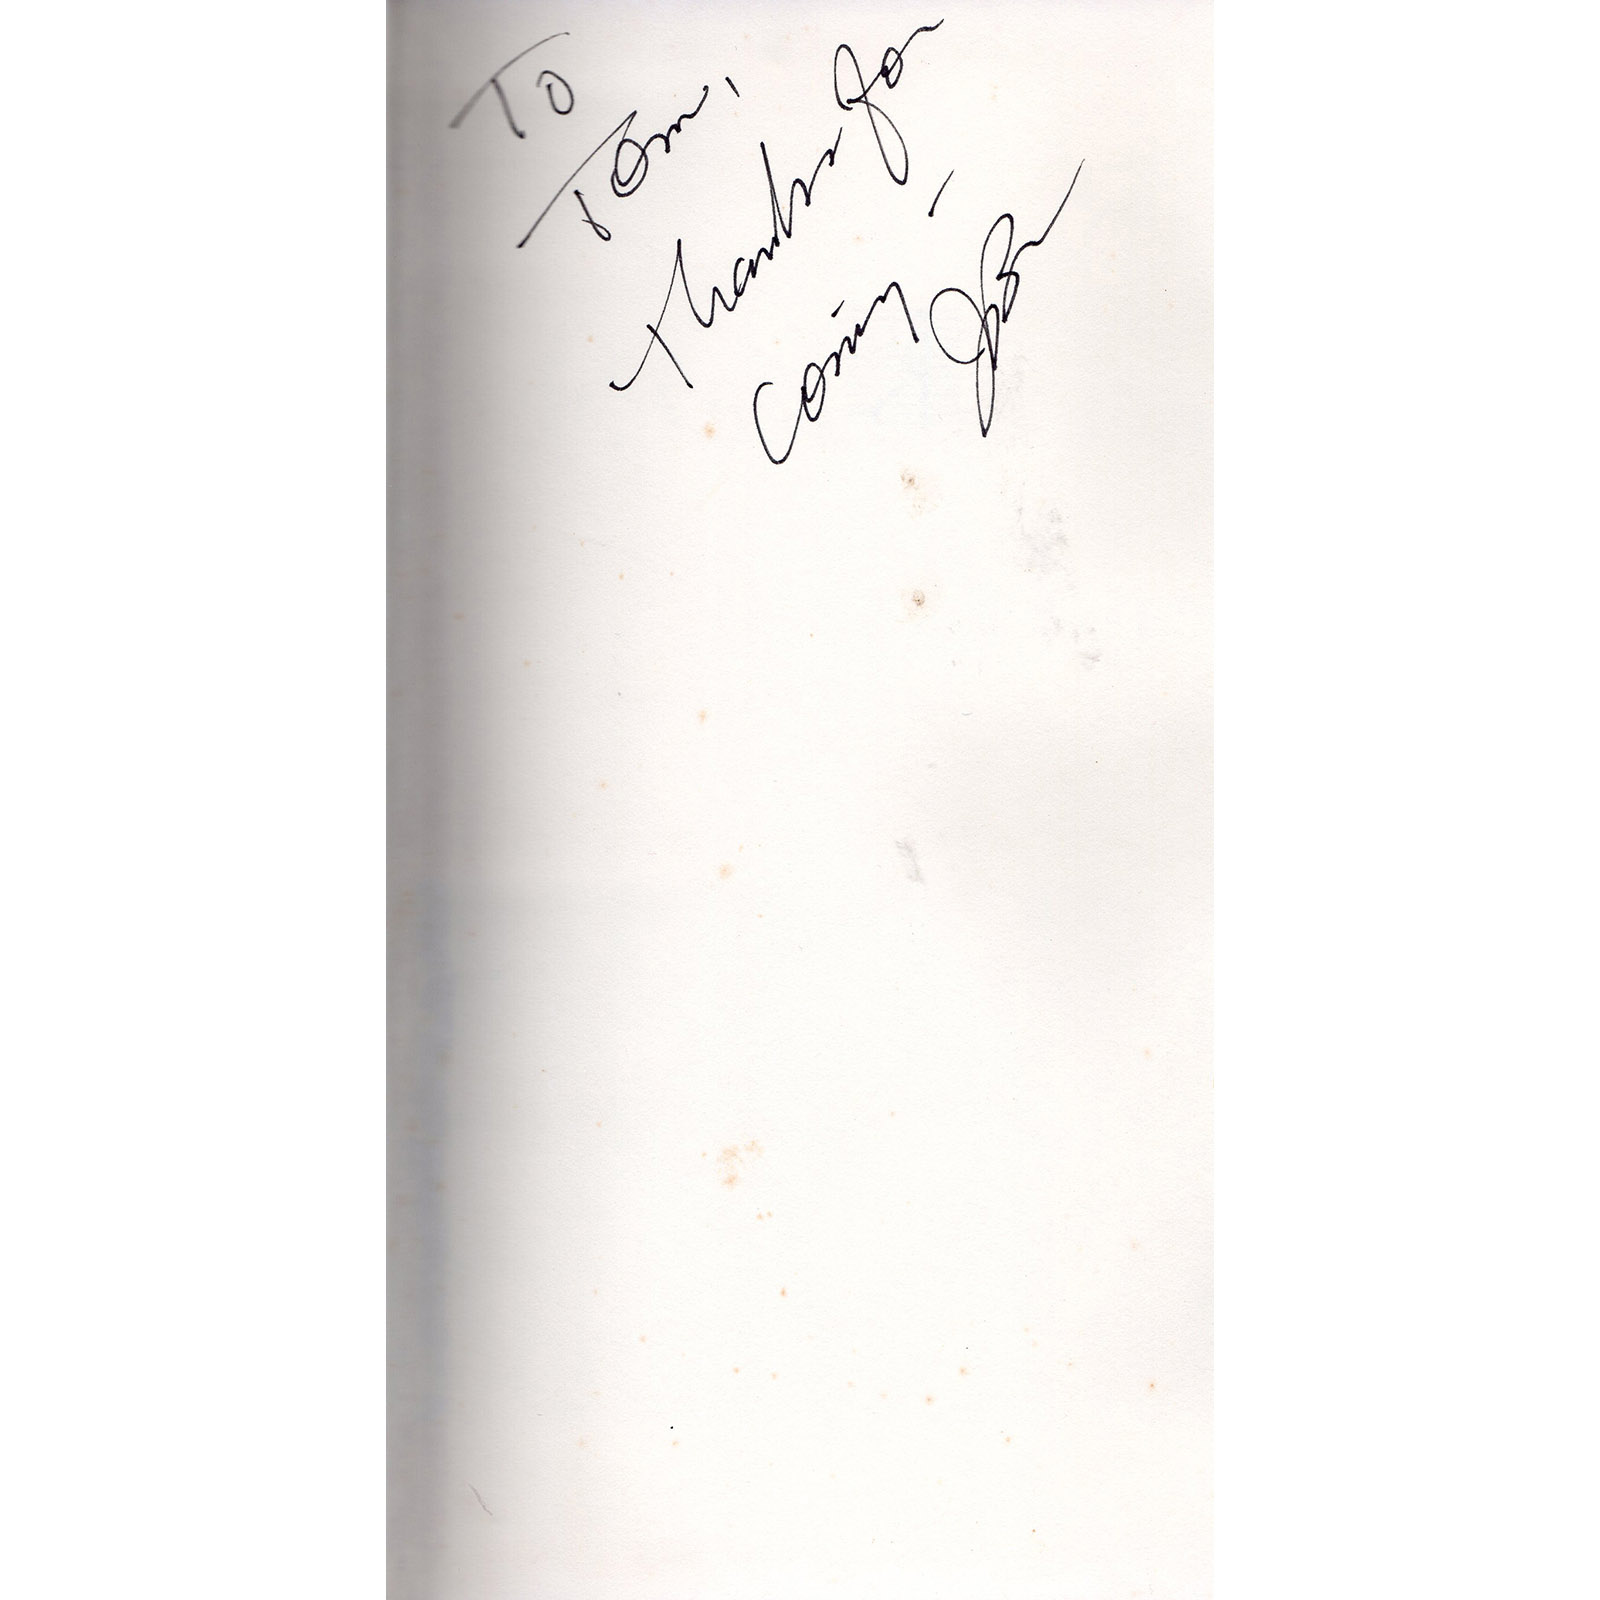 To
Tom,
Thanks for
coming -